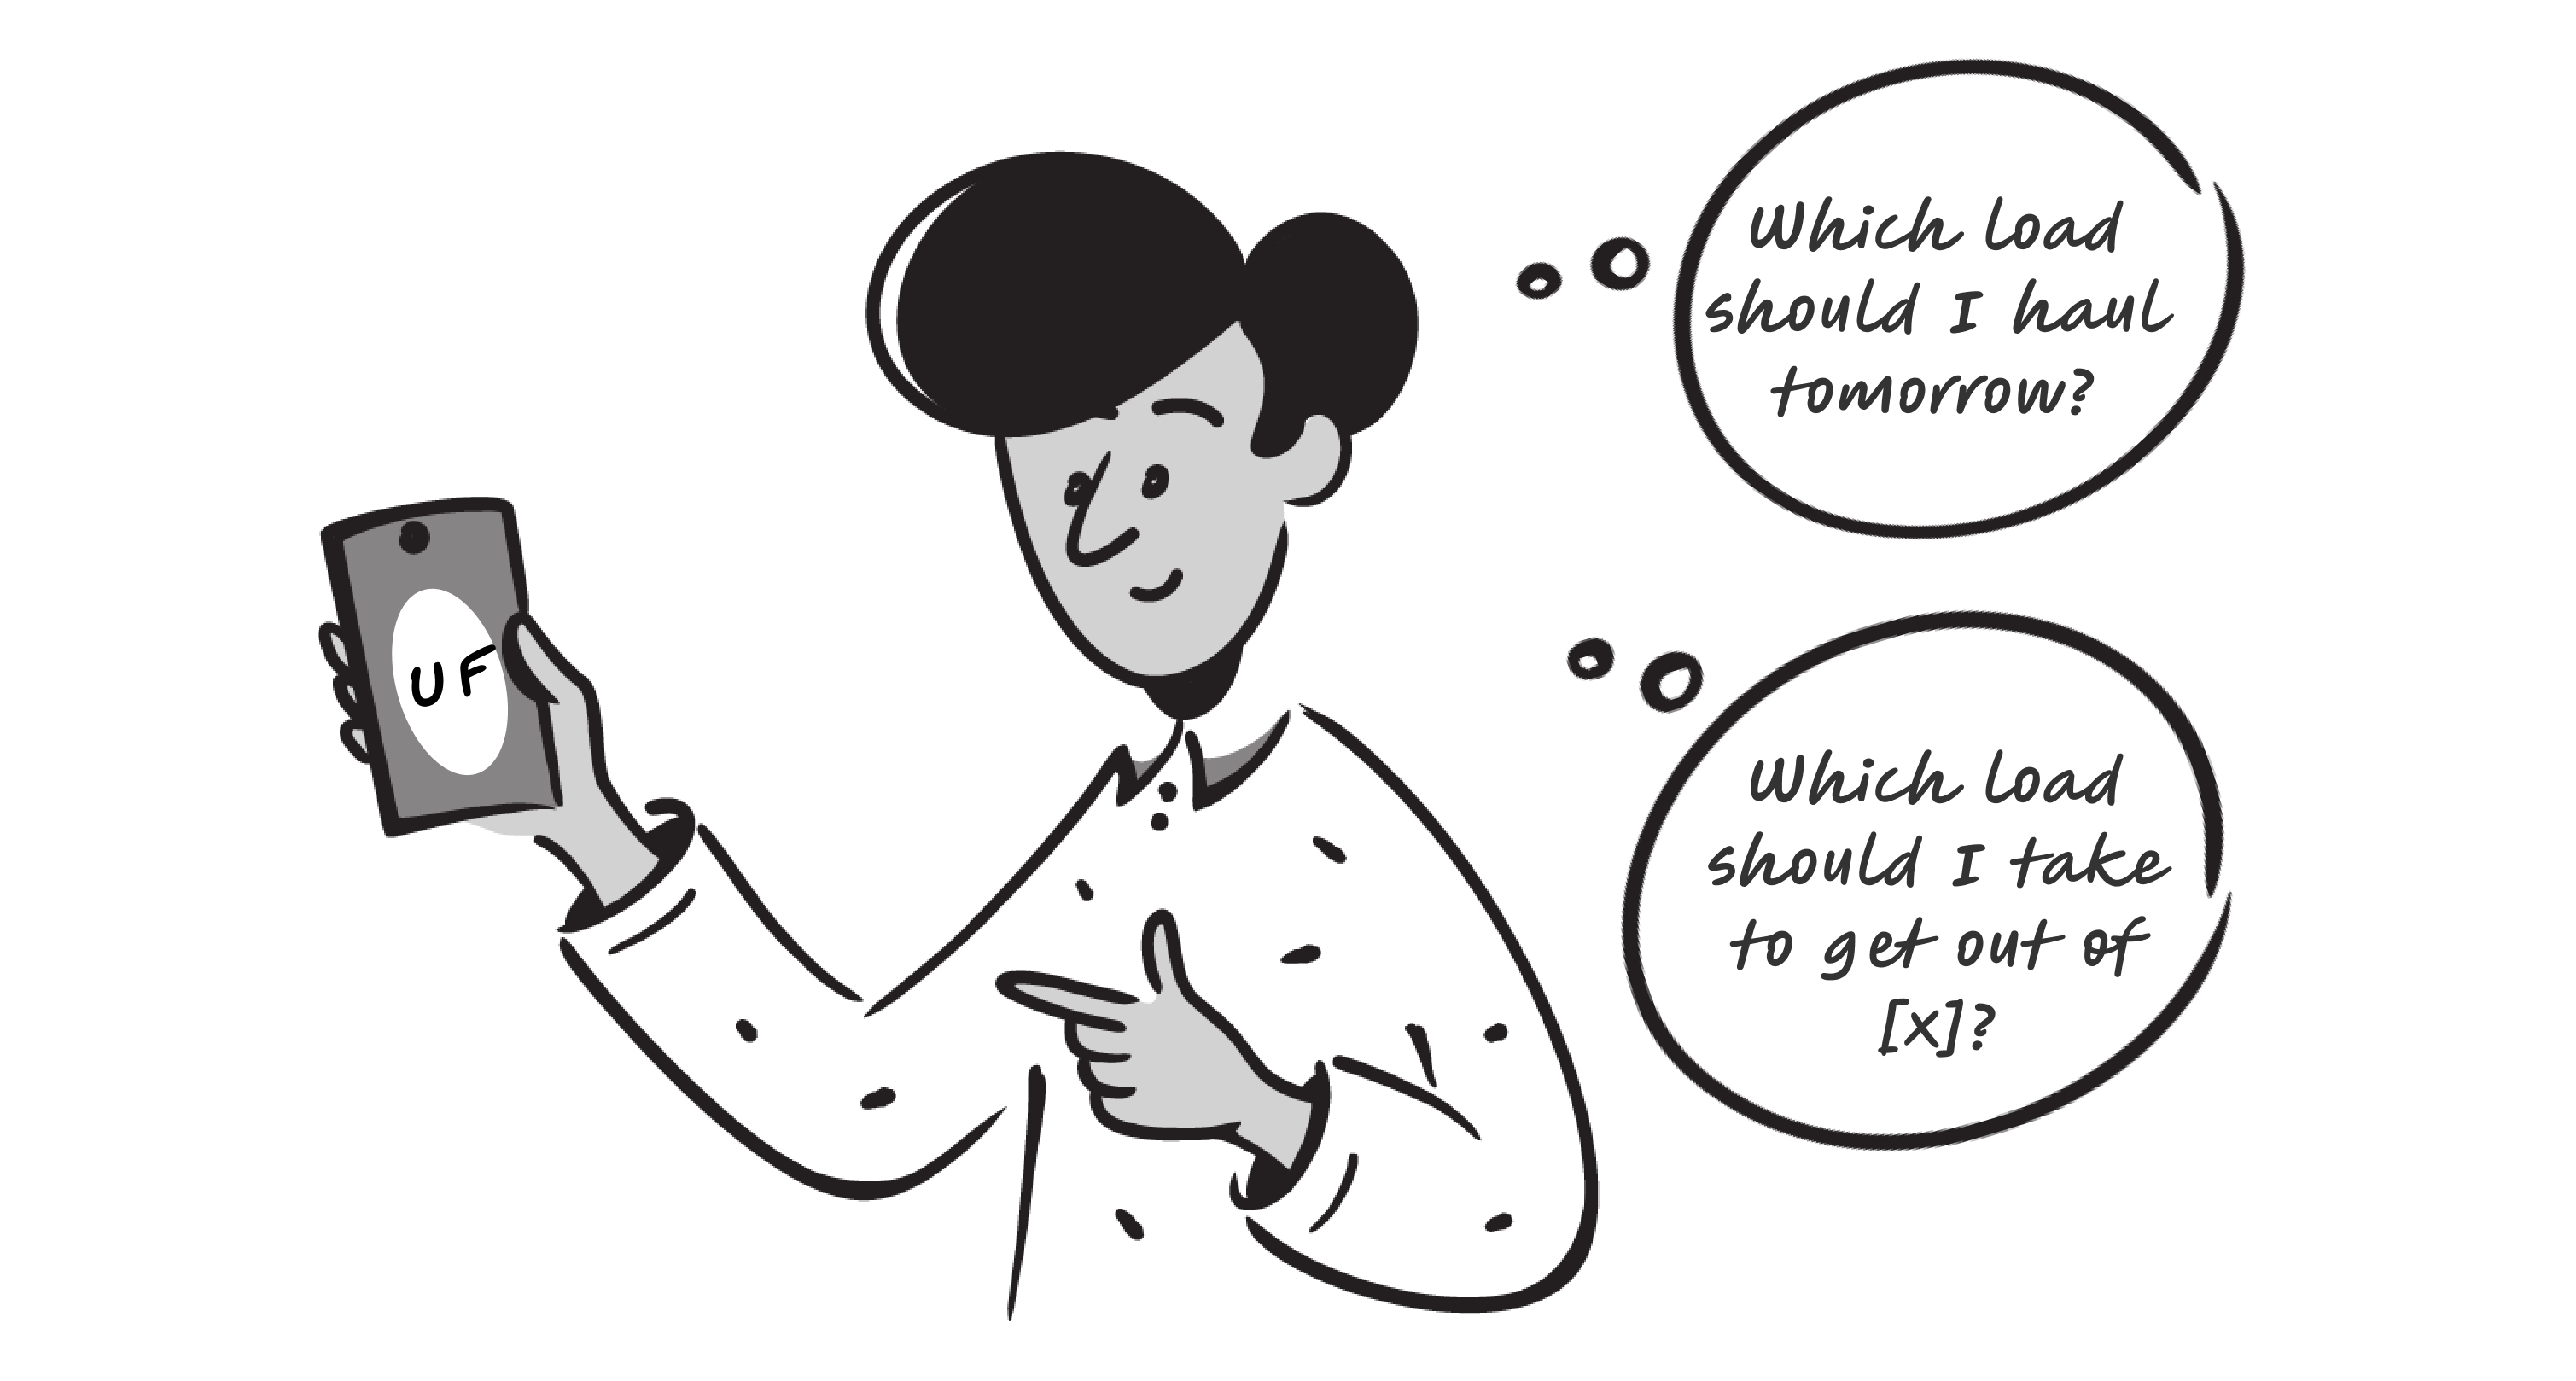 Which load
should I haul
tomorrow?
UF
Which load
should I take
to get out of
[x]?